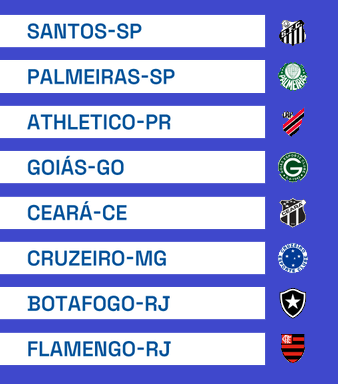 SANTOS-SP
PALMEIRAS-SP
ATHLETICO-PR
GOIÁS-GO
CEARÁ-CE
CRUZEIRO-MG
BOTAFOGO-RJ
FLAMENGO-RJ